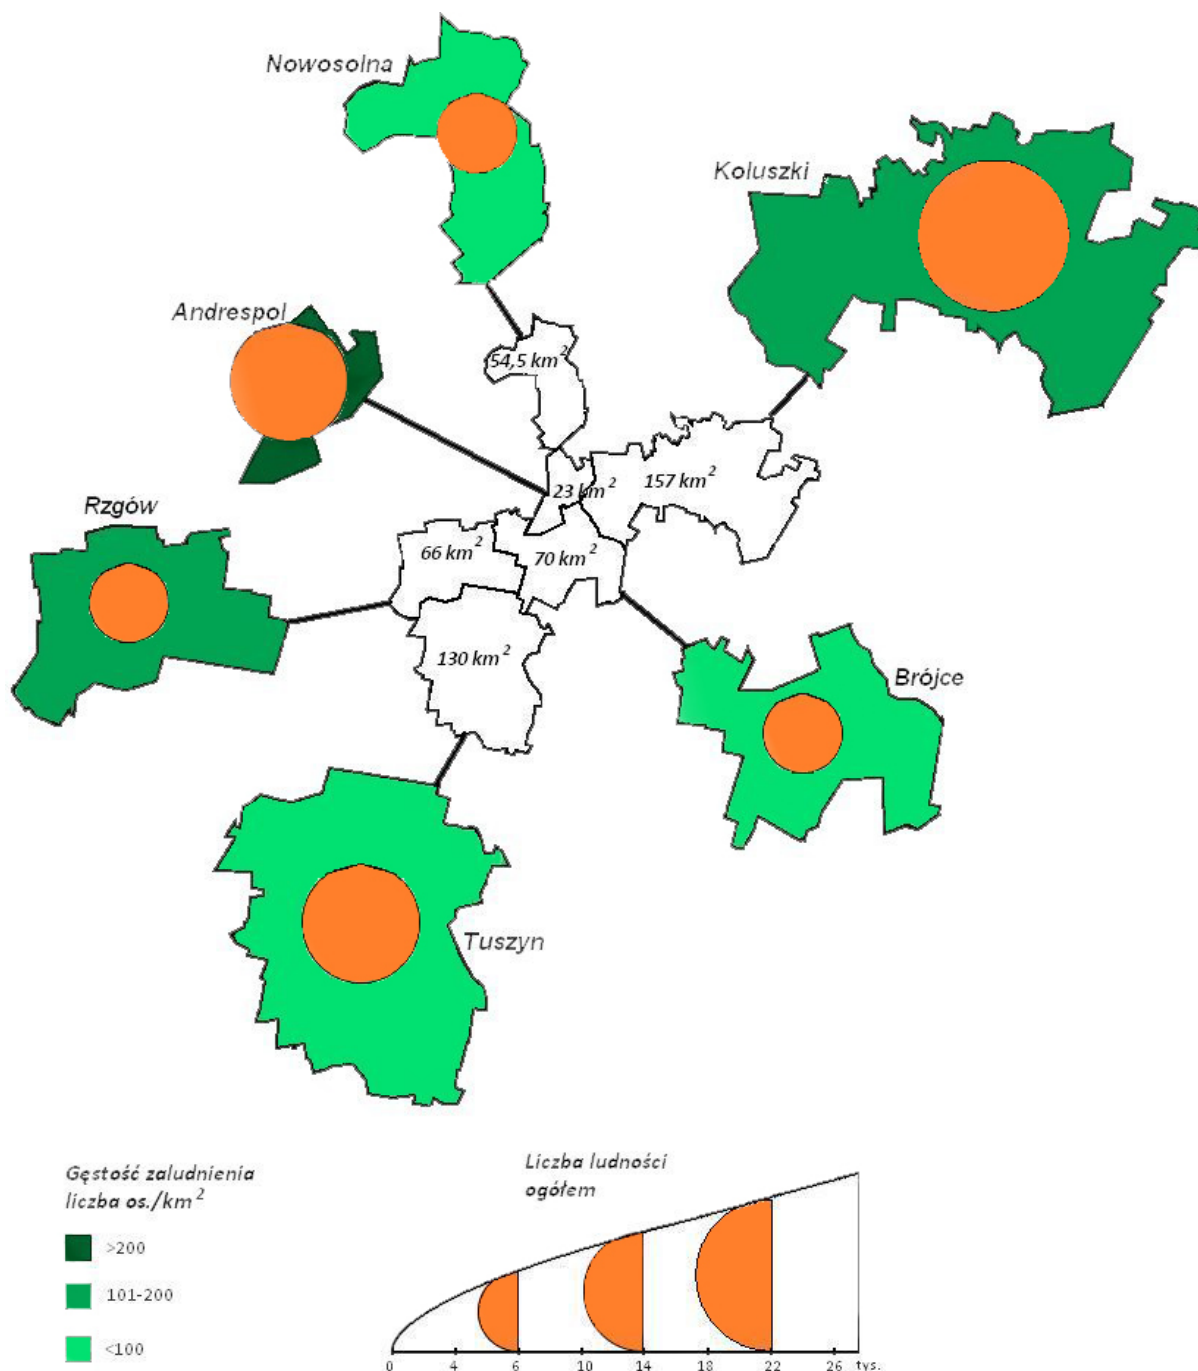 Nowosolna
Koluszki
Andrespol
54,5 km²
Rzgów
23 km²
157 km²
66 km²
70 km²
130 km²
Brójce
Tuszyn
Gęstość zaludnienia
liczba os./km²
>200
101-200
<100
Liczba ludności
ogółem
0 4 6 10 14 18 22 26 tys.